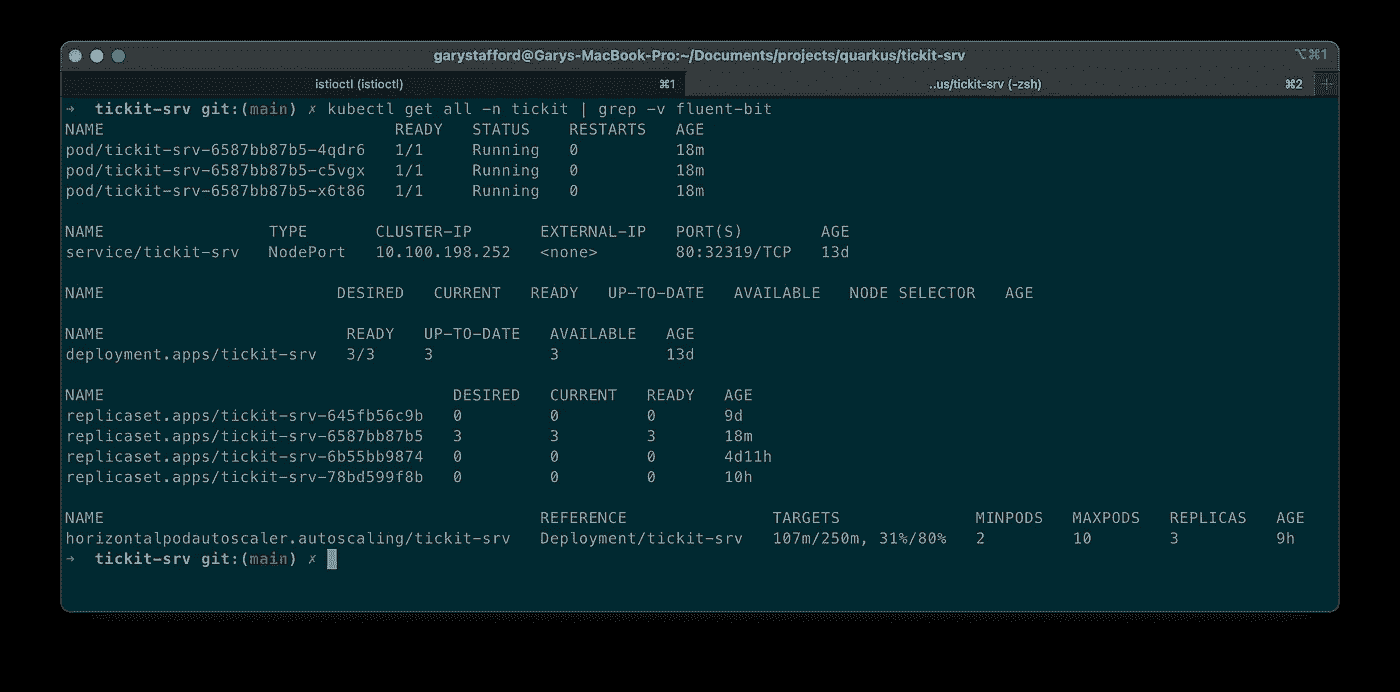 garystafford@Garys-MacBook-Pro:~/Documents/projects/quarkus/tickit-srv ⌥⌘1
istioctl (istioctl) ⌘1 ..us/tickit-srv (-zsh) ⌘2 +
→ tickit-srv git:(main) ✗ kubectl get all -n tickit | grep -v fluent-bit
NAME READY STATUS RESTARTS AGE
pod/tickit-srv-6587bb87b5-4qdr6 1/1 Running 0 18m
pod/tickit-srv-6587bb87b5-c5vgx 1/1 Running 0 18m
pod/tickit-srv-6587bb87b5-x6t86 1/1 Running 0 18m
NAME TYPE CLUSTER-IP EXTERNAL-IP PORT(S) AGE
service/tickit-srv NodePort 10.100.198.252 <none> 80:32319/TCP 13d
NAME DESIRED CURRENT READY UP-TO-DATE AVAILABLE NODE SELECTOR AGE
NAME READY UP-TO-DATE AVAILABLE AGE
deployment.apps/tickit-srv 3/3 3 3 13d
NAME DESIRED CURRENT READY AGE
replicaset.apps/tickit-srv-645fb56c9b 0 0 0 9d
replicaset.apps/tickit-srv-6587bb87b5 3 3 3 18m
replicaset.apps/tickit-srv-6b55bb9874 0 0 0 4d11h
replicaset.apps/tickit-srv-78bd599f8b 0 0 0 10h
NAME REFERENCE TARGETS MINPODS MAXPODS REPLICAS AGE
horizontalpodautoscaler.autoscaling/tickit-srv Deployment/tickit-srv 107m/250m, 31%/80% 2 10 3 9h
→ tickit-srv git:(main) ✗